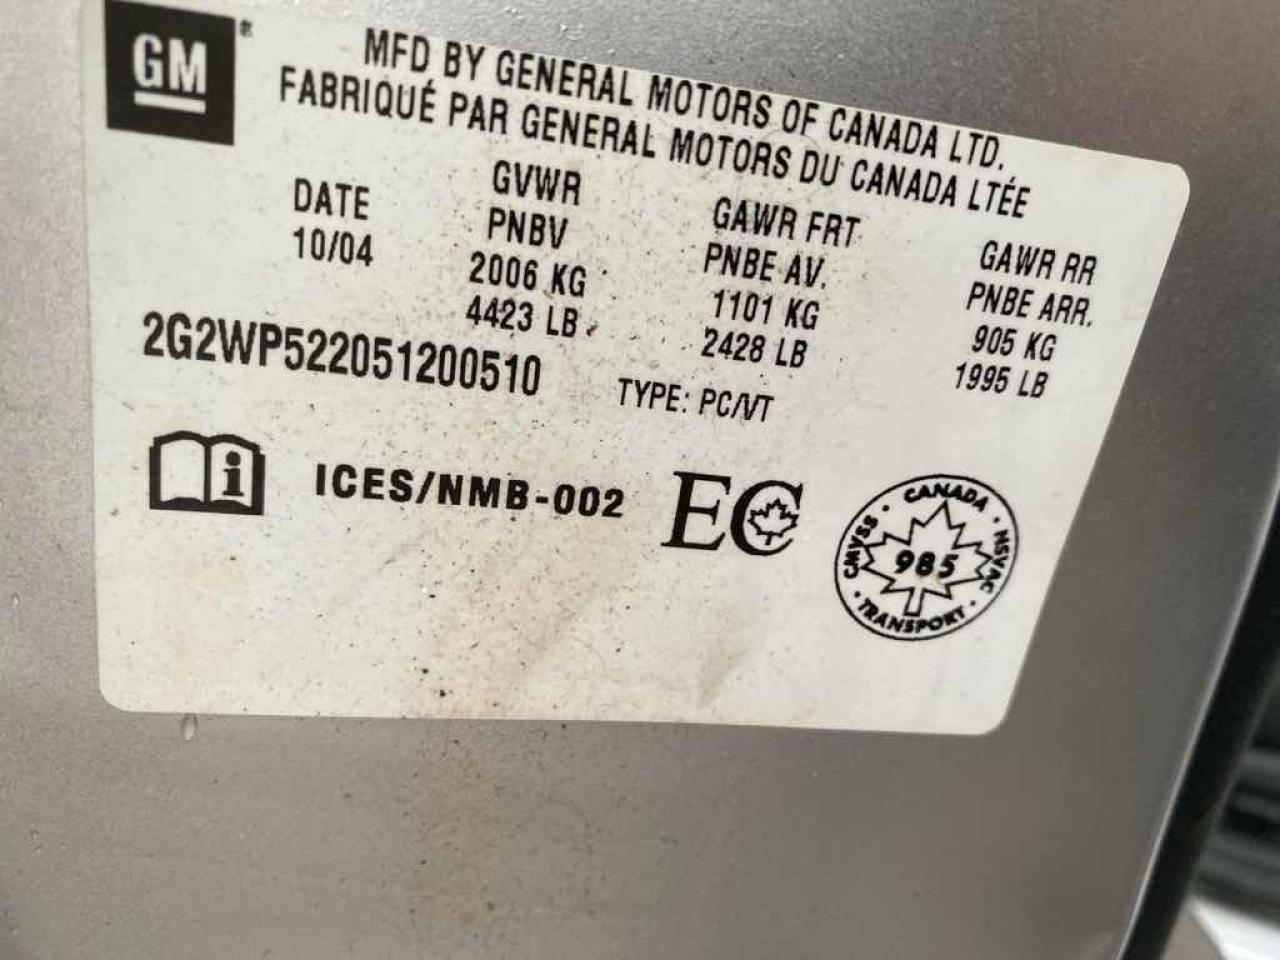 GM®
MFD BY GENERAL MOTORS OF CANADA LTD.
FABRIQUÉ PAR GENERAL MOTORS DU CANADA LTÉE
DATE
10/04
GVWR
PNBV
2006 KG
4423 LB
GAWR FRT
PNBE AV.
1101 KG
2428 LB
GAWR RR
PNBE ARR.
905 KG
1995 LB
2G2WP522051200510
TYPE: PC/VT
i
ICES/NMB-002
EC
CANADA · NSVAC · TRANSPORT · CMVSS ·
985